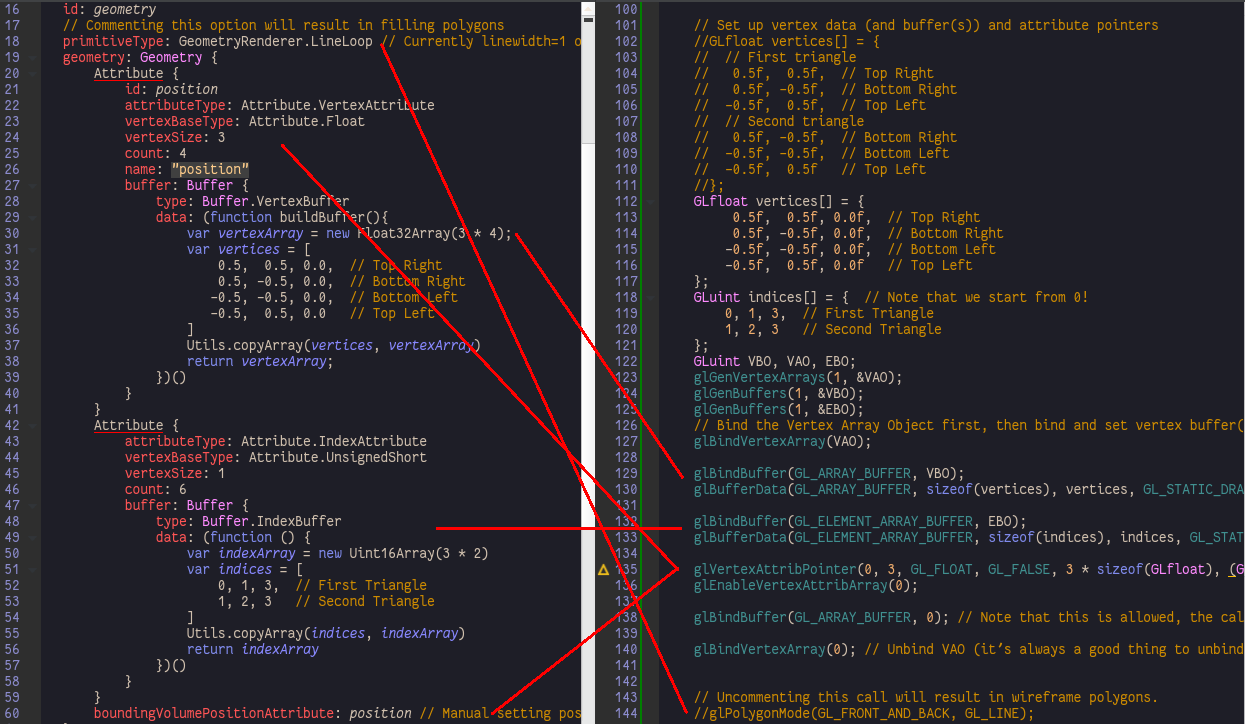 16 id: geometry
17 // Commenting this option will result in filling polygons
18 primitiveType: GeometryRenderer.LineLoop // Currently linewidth=1 o
19 geometry: Geometry {
20 Attribute {
21 id: position
22 attributeType: Attribute.VertexAttribute
23 vertexBaseType: Attribute.Float
24 vertexSize: 3
25 count: 4
26 name: "position"
27 buffer: Buffer {
28 type: Buffer.VertexBuffer
29 data: (function buildBuffer(){
30 var vertexArray = new Float32Array(3 * 4);
31 var vertices = [
32 0.5, 0.5, 0.0, // Top Right
33 0.5, -0.5, 0.0, // Bottom Right
34 -0.5, -0.5, 0.0, // Bottom Left
35 -0.5, 0.5, 0.0 // Top Left
36 ]
37 Utils.copyArray(vertices, vertexArray)
38 return vertexArray;
39 })()
40 }
41 }
42 Attribute {
43 attributeType: Attribute.IndexAttribute
44 vertexBaseType: Attribute.UnsignedShort
45 vertexSize: 1
46 count: 6
47 buffer: Buffer {
48 type: Buffer.IndexBuffer
49 data: (function () {
50 var indexArray = new Uint16Array(3 * 2)
51 var indices = [
52 0, 1, 3, // First Triangle
53 1, 2, 3 // Second Triangle
54 ]
55 Utils.copyArray(indices, indexArray)
56 return indexArray
57 })()
58 }
59 }
60 boundingVolumePositionAttribute: position // Manual setting pos
100
101 // Set up vertex data (and buffer(s)) and attribute pointers
102 //GLfloat vertices[] = {
103 // // First triangle
104 // 0.5f, 0.5f, // Top Right
105 // 0.5f, -0.5f, // Bottom Right
106 // -0.5f, 0.5f, // Top Left
107 // // Second triangle
108 // 0.5f, -0.5f, // Bottom Right
109 // -0.5f, -0.5f, // Bottom Left
110 // -0.5f, 0.5f // Top Left
111 //};
112 GLfloat vertices[] = {
113 0.5f, 0.5f, 0.0f, // Top Right
114 0.5f, -0.5f, 0.0f, // Bottom Right
115 -0.5f, -0.5f, 0.0f, // Bottom Left
116 -0.5f, 0.5f, 0.0f // Top Left
117 };
118 GLuint indices[] = { // Note that we start from 0!
119 0, 1, 3, // First Triangle
120 1, 2, 3 // Second Triangle
121 };
122 GLuint VBO, VAO, EBO;
123 glGenVertexArrays(1, &VAO);
124 glGenBuffers(1, &VBO);
125 glGenBuffers(1, &EBO);
126 // Bind the Vertex Array Object first, then bind and set vertex buffer(
127 glBindVertexArray(VAO);
128
129 glBindBuffer(GL_ARRAY_BUFFER, VBO);
130 glBufferData(GL_ARRAY_BUFFER, sizeof(vertices), vertices, GL_STATIC_DRA
131
132 glBindBuffer(GL_ELEMENT_ARRAY_BUFFER, EBO);
133 glBufferData(GL_ELEMENT_ARRAY_BUFFER, sizeof(indices), indices, GL_STAT
134
135 glVertexAttribPointer(0, 3, GL_FLOAT, GL_FALSE, 3 * sizeof(GLfloat), (G
136 glEnableVertexAttribArray(0);
137
138 glBindBuffer(GL_ARRAY_BUFFER, 0); // Note that this is allowed, the cal
139
140 glBindVertexArray(0); // Unbind VAO (it's always a good thing to unbind
141
142
143 // Uncommenting this call will result in wireframe polygons.
144 //glPolygonMode(GL_FRONT_AND_BACK, GL_LINE);